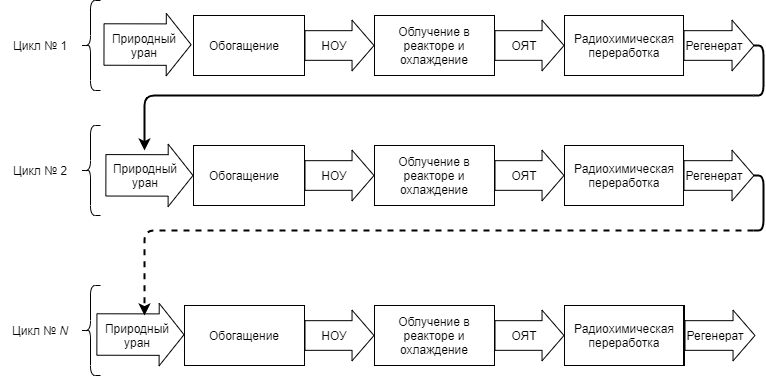 Цикл № 1
Природный
уран
Обогащение
НОУ
Облучение в
реакторе и
охлаждение
ОЯТ
Радиохимическая
переработка
Регенерат
Цикл № 2
Природный
уран
Обогащение
НОУ
Облучение в
реакторе и
охлаждение
ОЯТ
Радиохимическая
переработка
Регенерат
Цикл № N
Природный
уран
Обогащение
НОУ
Облучение в
реакторе и
охлаждение
ОЯТ
Радиохимическая
переработка
Регенерат